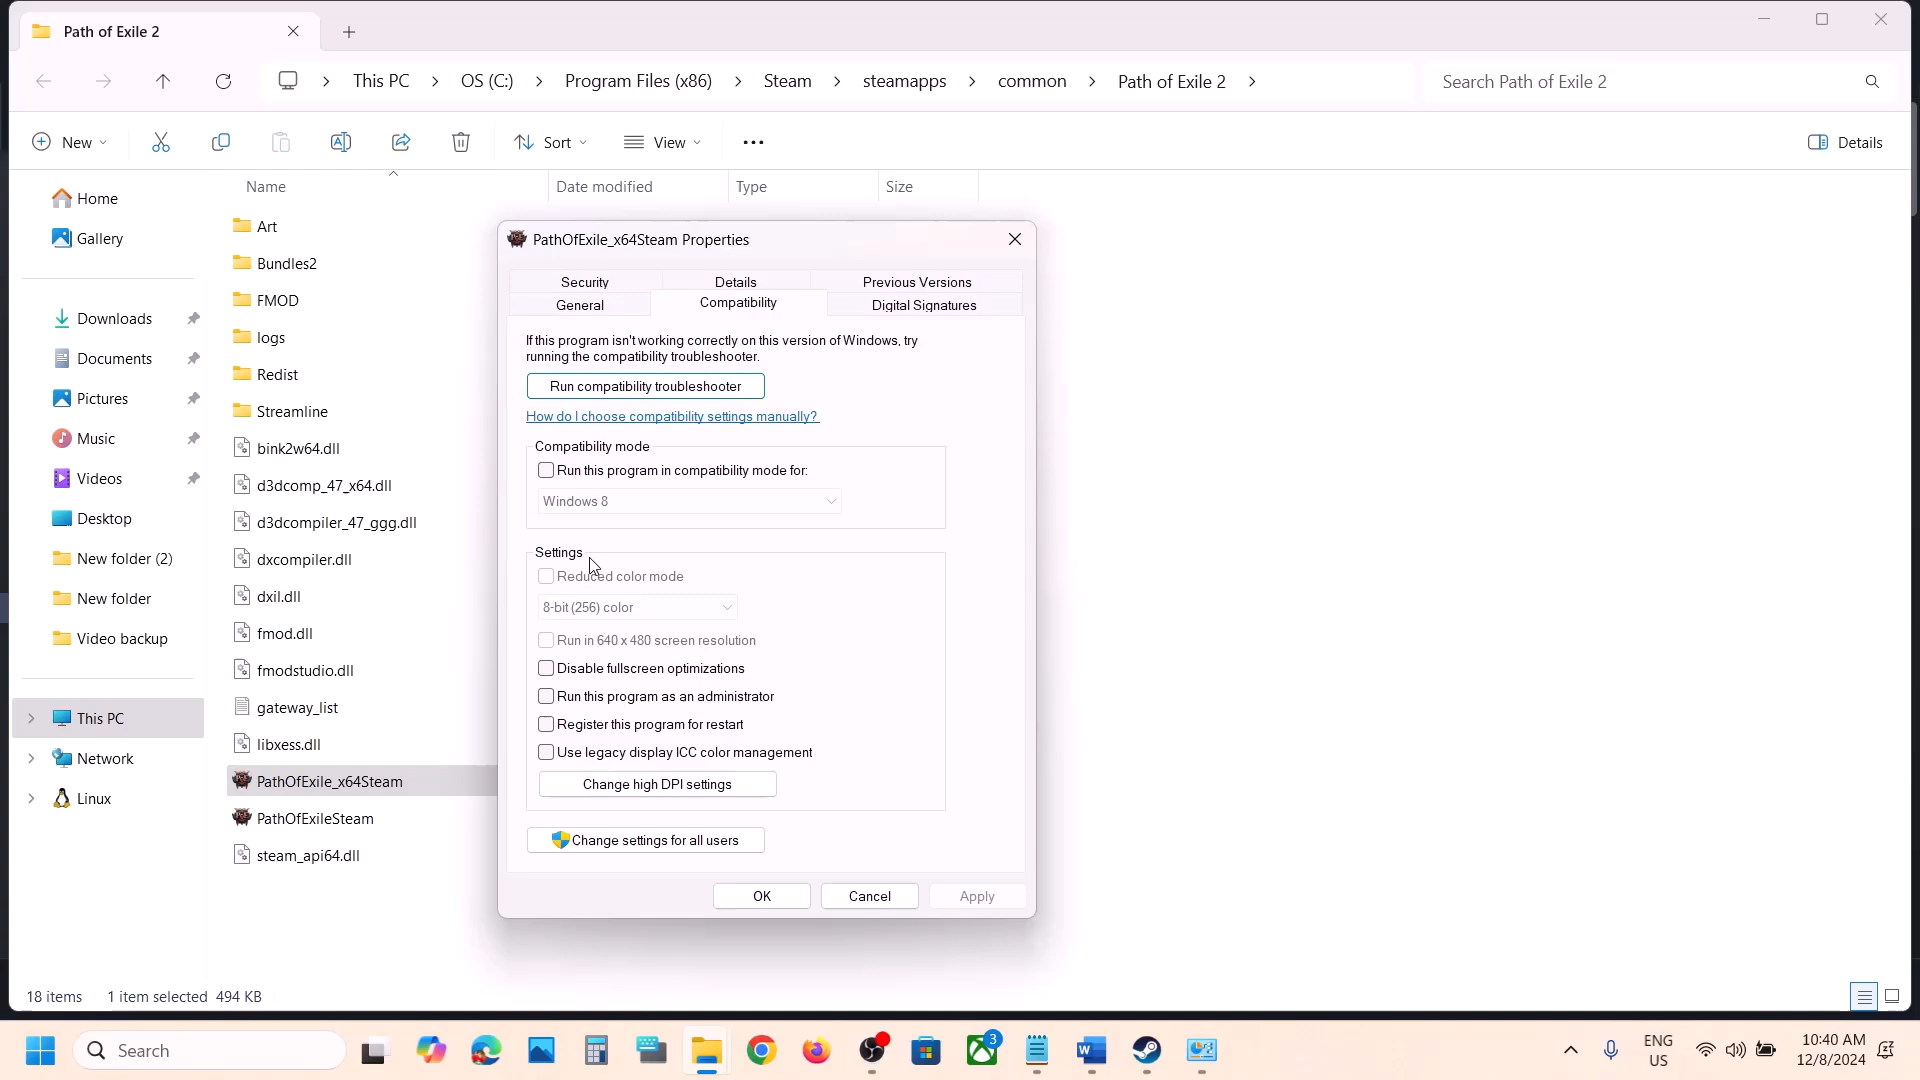 Path of Exile 2
This PC
OS (C:)
Program Files (x86)
Steam
steamapps
common
Path of Exile 2
Search Path of Exile 2
New
Sort
View
Details
Name
Date modified
Type
Size
Home
Gallery
Downloads
Documents
Pictures
Music
Videos
Desktop
New folder (2)
New folder
Video backup
This PC
Network
Linux
Art
Bundles2
FMOD
logs
Redist
Streamline
bink2w64.dll
d3dcomp_47_x64.dll
d3dcompiler_47_ggg.dll
dxcompiler.dll
dxil.dll
fmod.dll
fmodstudio.dll
gateway_list
libxess.dll
PathOfExile_x64Steam
PathOfExileSteam
steam_api64.dll
PathOfExile_x64Steam Properties
Security
Details
Previous Versions
General
Compatibility
Digital Signatures
If this program isn't working correctly on this version of Windows, try
running the compatibility troubleshooter.
Run compatibility troubleshooter
How do I choose compatibility settings manually?
Compatibility mode
Run this program in compatibility mode for:
Windows 8
Settings
Reduced color mode
8-bit (256) color
Run in 640 x 480 screen resolution
Disable fullscreen optimizations
Run this program as an administrator
Register this program for restart
Use legacy display ICC color management
Change high DPI settings
Change settings for all users
OK
Cancel
Apply
18 items
1 item selected 494 KB
Search
3
ENG
US
10:40 AM
12/8/2024